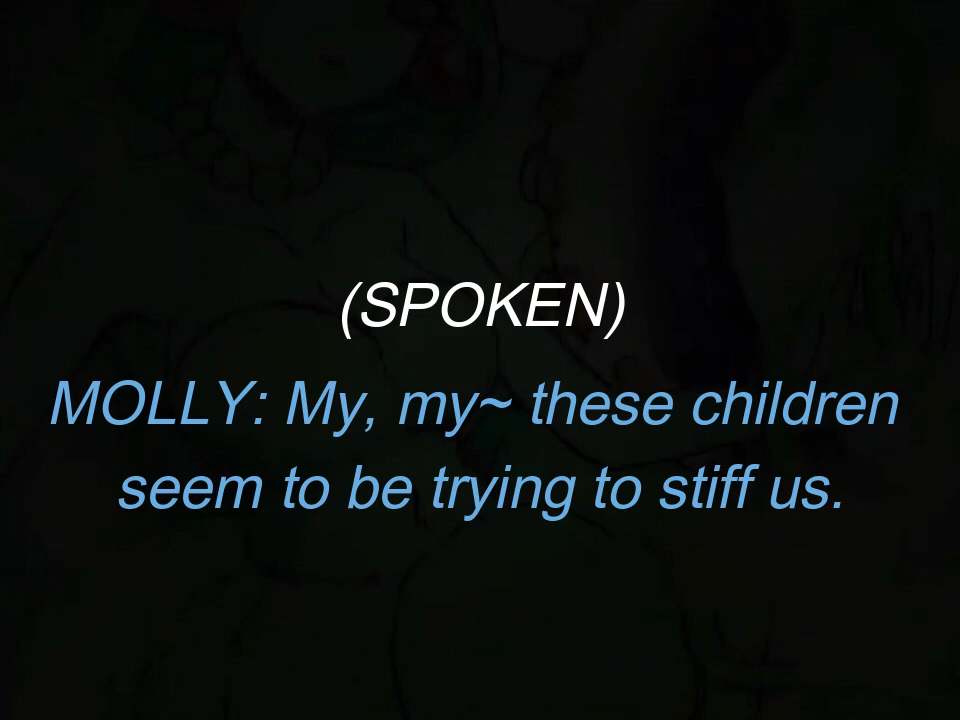 (SPOKEN)
MOLLY: My, my~ these children
seem to be trying to stiff us.